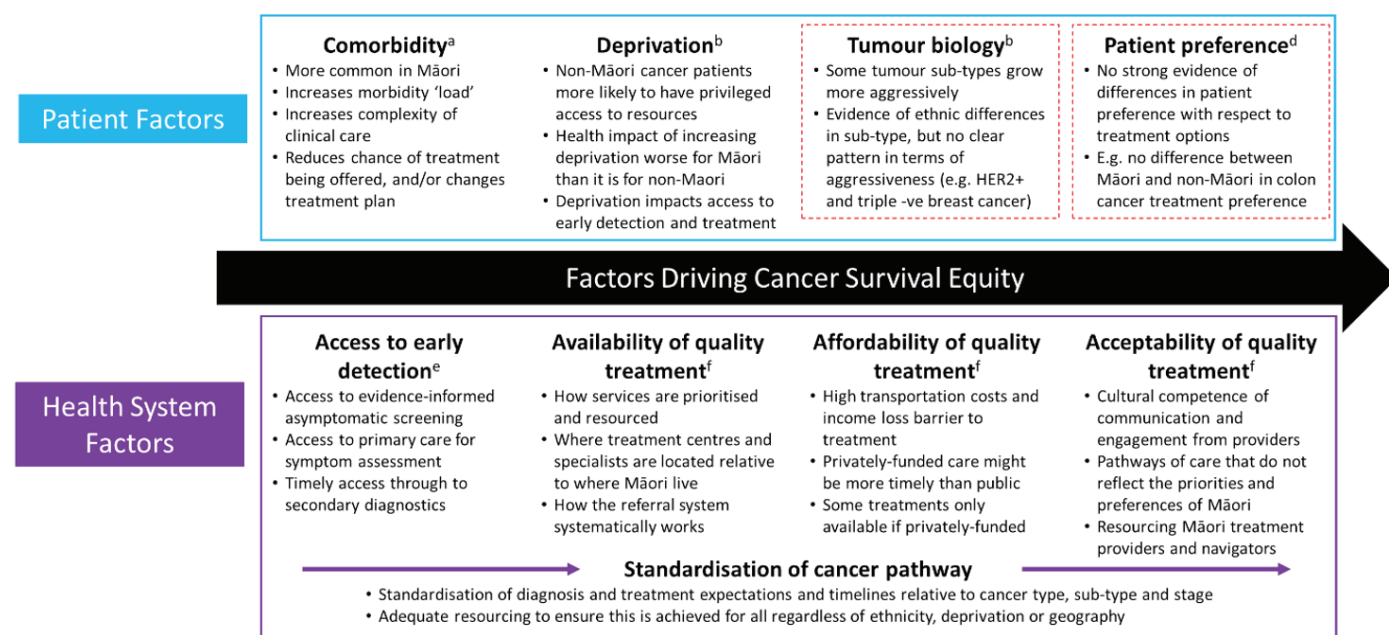 Patient Factors
Comorbidityᵃ
• More common in Māori
• Increases morbidity 'load'
• Increases complexity of
clinical care
• Reduces chance of treatment
being offered, and/or changes
treatment plan
Deprivationᵇ
• Non-Māori cancer patients
more likely to have privileged
access to resources
• Health impact of increasing
deprivation worse for Māori
than it is for non-Maori
• Deprivation impacts access to
early detection and treatment
Tumour biologyᵇ
• Some tumour sub-types grow
more aggressively
• Evidence of ethnic differences
in sub-type, but no clear
pattern in terms of
aggressiveness (e.g. HER2+
and triple -ve breast cancer)
Patient preferenceᵈ
• No strong evidence of
differences in patient
preference with respect to
treatment options
• E.g. no difference between
Māori and non-Māori in colon
cancer treatment preference
Factors Driving Cancer Survival Equity
Health System
Factors
Access to early
detectionᵉ
• Access to evidence-informed
asymptomatic screening
• Access to primary care for
symptom assessment
• Timely access through to
secondary diagnostics
Availability of quality
treatmentᶠ
• How services are prioritised
and resourced
• Where treatment centres and
specialists are located relative
to where Māori live
• How the referral system
systematically works
Affordability of quality
treatmentᶠ
• High transportation costs and
income loss barrier to
treatment
• Privately-funded care might
be more timely than public
• Some treatments only
available if privately-funded
Acceptability of quality
treatmentᶠ
• Cultural competence of
communication and
engagement from providers
• Pathways of care that do not
reflect the priorities and
preferences of Māori
• Resourcing Māori treatment
providers and navigators
Standardisation of cancer pathway
• Standardisation of diagnosis and treatment expectations and timelines relative to cancer type, sub-type and stage
• Adequate resourcing to ensure this is achieved for all regardless of ethnicity, deprivation or geography